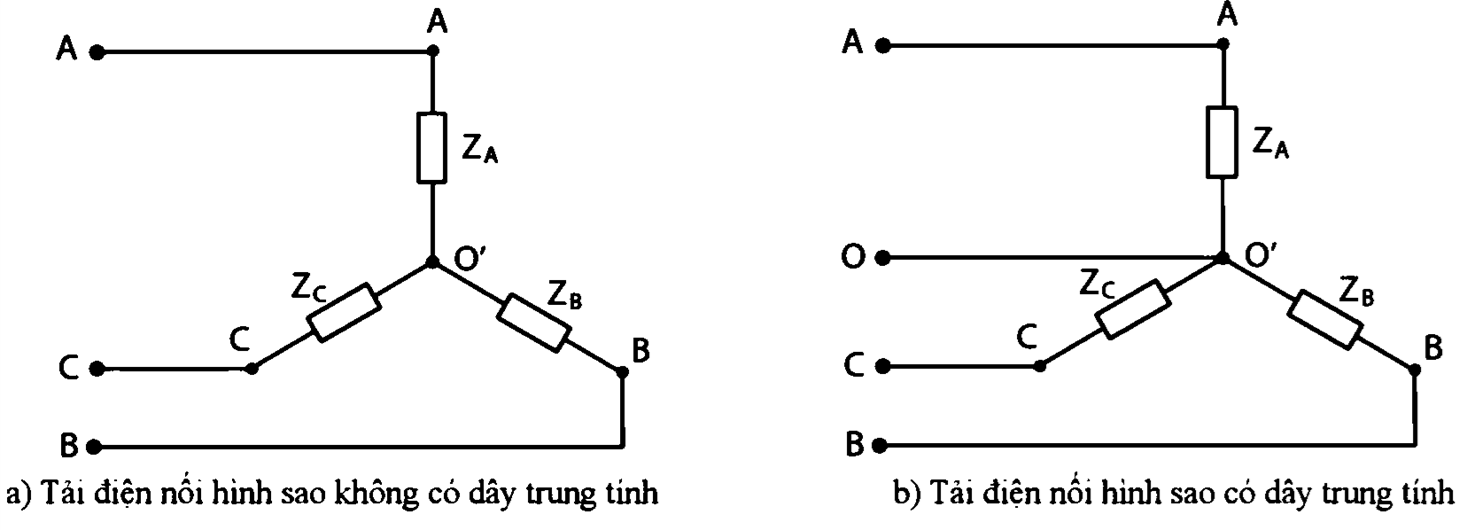 A
A
Z_A
O'
Z_C
Z_B
C
C
B
B
a) Tải điện nối hình sao không có dây trung tính
A
A
Z_A
O
O'
Z_C
Z_B
C
C
B
B
b) Tải điện nối hình sao có dây trung tính